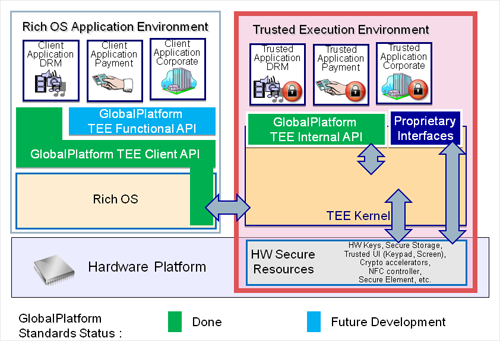 Rich OS Application Environment
Client
Application
DRM
Client
Application
Payment
Client
Application
Corporate
GlobalPlatform
TEE Functional API
GlobalPlatform TEE Client API
Rich OS
Trusted Execution Environment
Trusted
Application
DRM
Trusted
Application
Payment
Trusted
Application
Corporate
GlobalPlatform
TEE Internal API
Proprietary
Interfaces
TEE Kernel
Hardware Platform
HW Secure
Resources
HW Keys, Secure Storage,
Trusted UI (Keypad, Screen),
Crypto accelerators,
NFC controller,
Secure Element, etc.
GlobalPlatform
Standards Status :
Done
Future Development